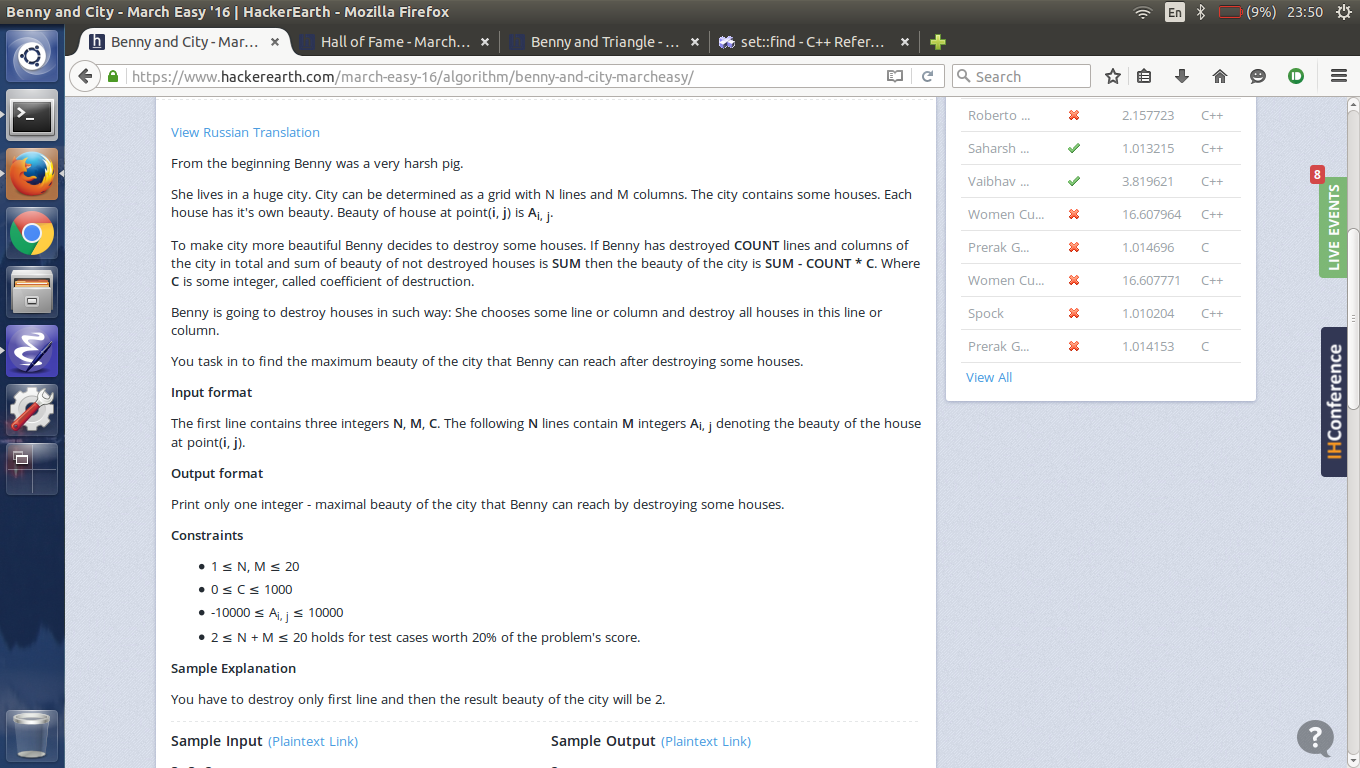 Benny and City - March Easy '16 | HackerEarth - Mozilla Firefox
En
(9%)
23:50
Benny and City - Mar...
Hall of Fame - March...
Benny and Triangle - ...
set::find - C++ Refer...
https://www.hackerearth.com/march-easy-16/algorithm/benny-and-city-marcheasy/
Search
View Russian Translation
From the beginning Benny was a very harsh pig.
She lives in a huge city. City can be determined as a grid with N lines and M columns. The city contains some houses. Each
house has it's own beauty. Beauty of house at point(i, j) is Ai, j.
To make city more beautiful Benny decides to destroy some houses. If Benny has destroyed COUNT lines and columns of
the city in total and sum of beauty of not destroyed houses is SUM then the beauty of the city is SUM - COUNT * C. Where
C is some integer, called coefficient of destruction.
Benny is going to destroy houses in such way: She chooses some line or column and destroy all houses in this line or
column.
You task in to find the maximum beauty of the city that Benny can reach after destroying some houses.
Input format
The first line contains three integers N, M, C. The following N lines contain M integers Ai, j denoting the beauty of the house
at point(i, j).
Output format
Print only one integer - maximal beauty of the city that Benny can reach by destroying some houses.
Constraints
• 1 ≤ N, M ≤ 20
• 0 ≤ C ≤ 1000
• -10000 ≤ Ai, j ≤ 10000
• 2 ≤ N + M ≤ 20 holds for test cases worth 20% of the problem's score.
Sample Explanation
You have to destroy only first line and then the result beauty of the city will be 2.
Sample Input (Plaintext Link)
Sample Output (Plaintext Link)
Roberto ... 2.157723 C++
Saharsh ... 1.013215 C++
Vaibhav ... 3.819621 C++
Women Cu... 16.607964 C++
Prerak G... 1.014696 C
Women Cu... 16.607771 C++
Spock 1.010204 C++
Prerak G... 1.014153 C
View All
8
LIVE EVENTS
IHConference
?